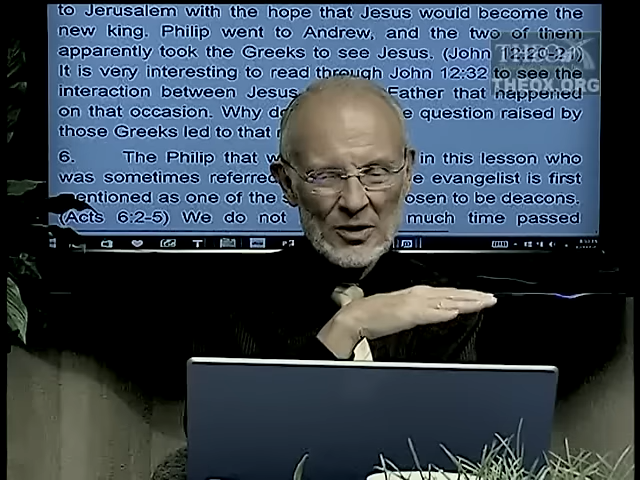 to Jerusalem with the hope that Jesus would become the
new king. Philip went to Andrew, and the two of them
apparently took the Greeks to see Jesus. (John 12:20-21)
It is very interesting to read through John 12:32 to see the
interaction between Jesus Father that happened
on that occasion. Why question raised by
those Greeks led to that
6. The Philip that in this lesson who
was sometimes referred evangelist is first
mentioned as one of the to be deacons.
(Acts 6:2-5) We do not much time passed
THEOX
THEOX.ORG